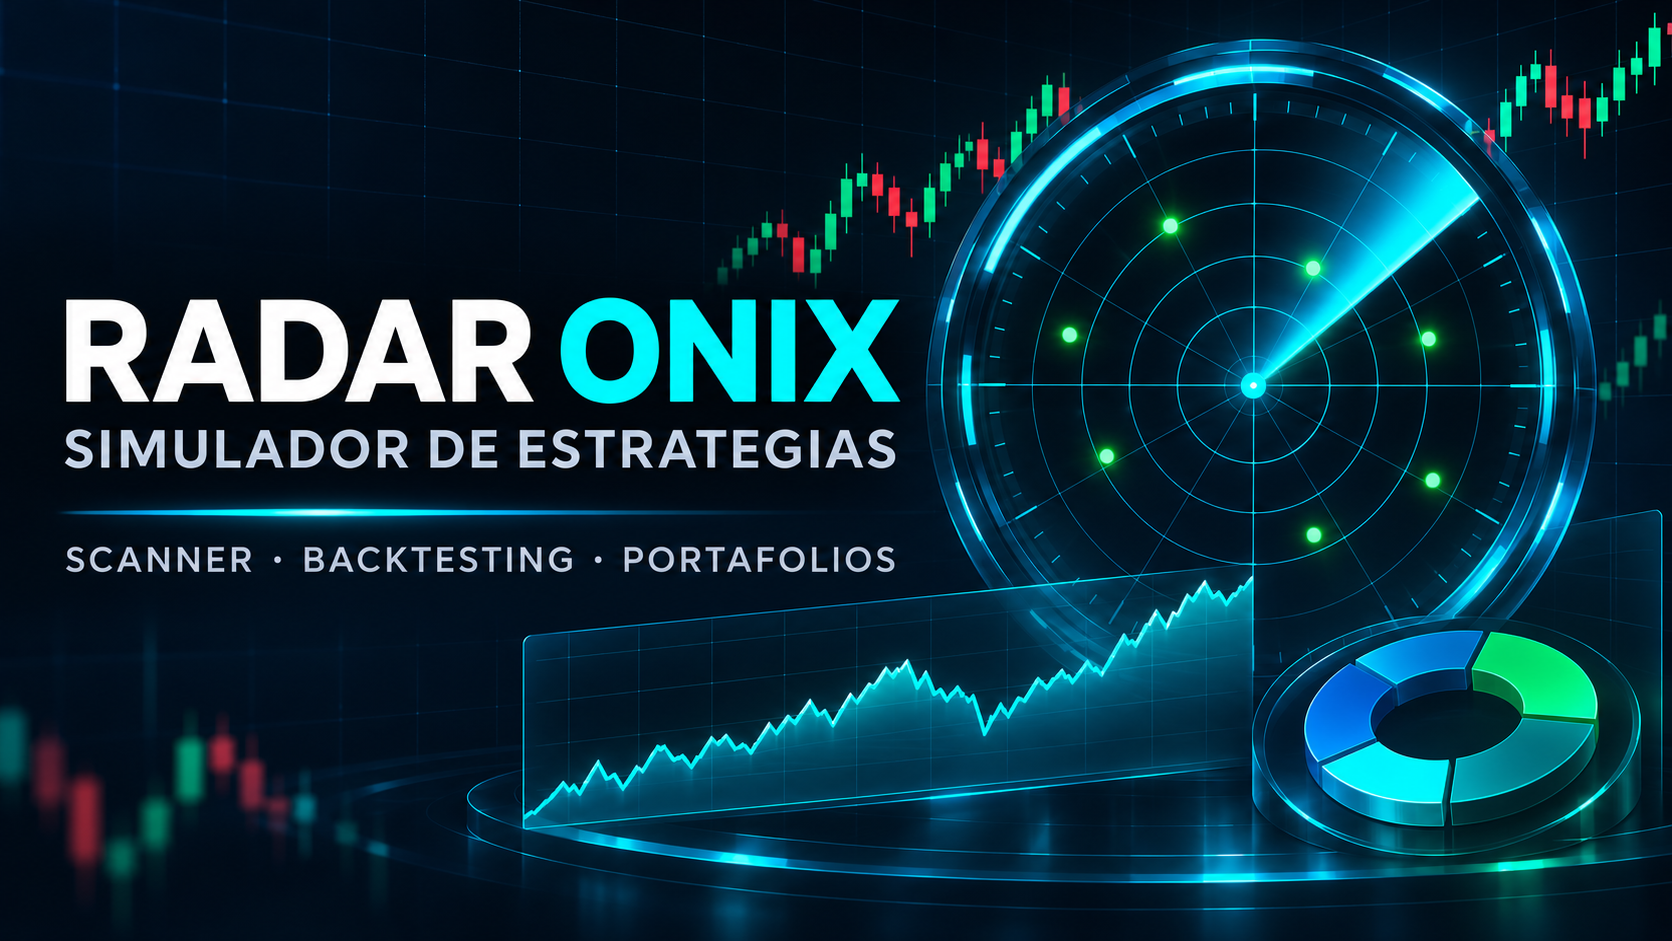 RADAR ONIX
SIMULADOR DE ESTRATEGIAS
SCANNER · BACKTESTING · PORTAFOLIOS